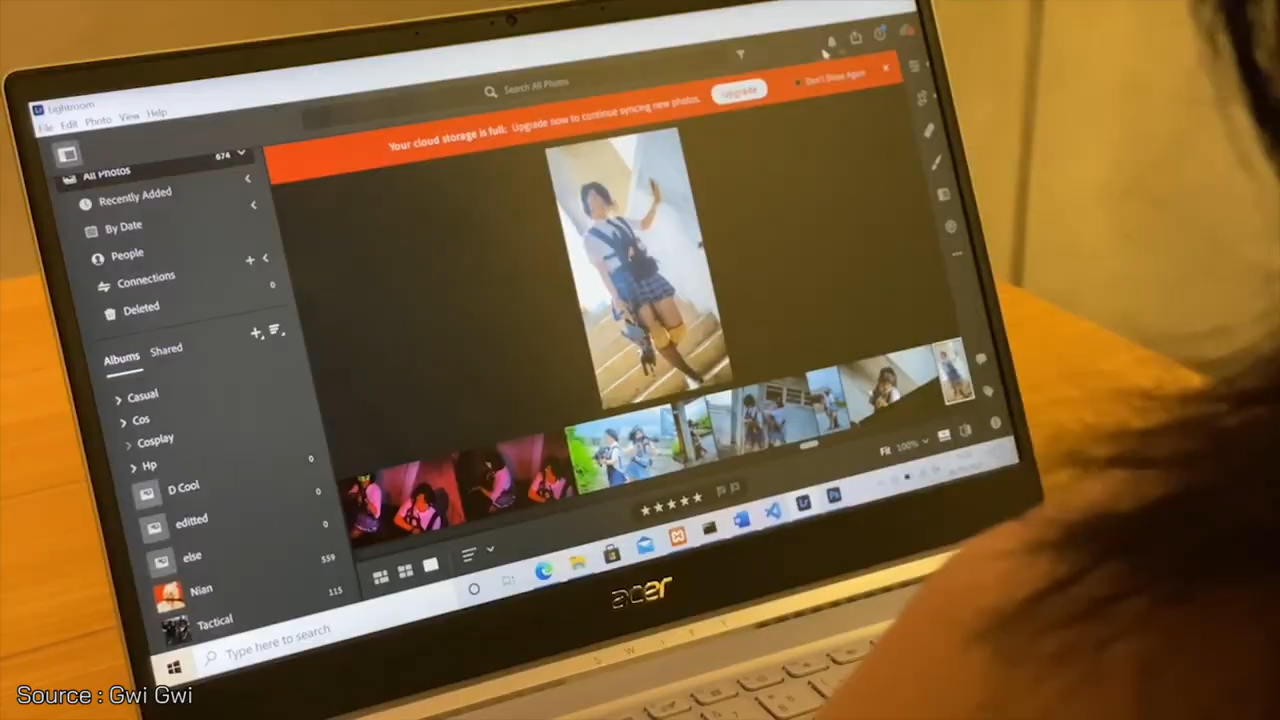 Lightroom
File Edit Photo View Help
Search All Photos
Your cloud storage is full: Upgrade now to continue syncing new photos.
Upgrade
Don't Show Again
All Photos 674
Recently Added
By Date
People
Connections
Deleted 0
Albums Shared
Casual
Cos
Cosplay
Hp
D Cool 0
editted 0
else 0
Nian 559
Tactical 115
Fit 100%
Type here to search
acer
SWIFT
Source : Gwi Gwi